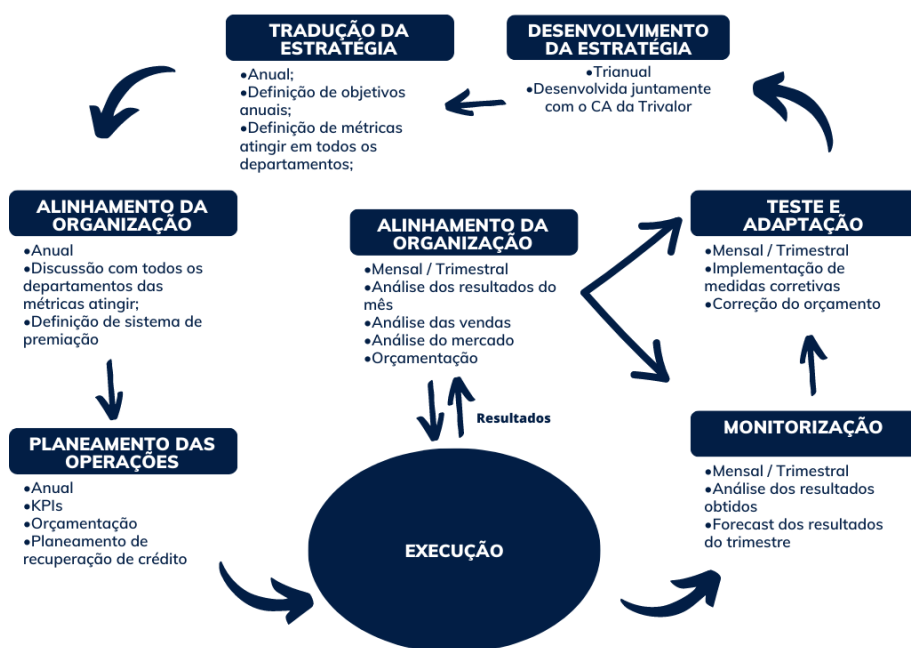 TRADUÇÃO DA
ESTRATÉGIA
•Anual;
•Definição de objetivos
anuais;
•Definição de métricas
atingir em todos os
departamentos;
DESENVOLVIMENTO
DA ESTRATÉGIA
•Trianual
•Desenvolvida juntamente
com o CA da Trivalor
ALINHAMENTO DA
ORGANIZAÇÃO
•Anual
•Discussão com todos os
departamentos das
métricas atingir;
•Definição de sistema de
premiação
ALINHAMENTO DA
ORGANIZAÇÃO
•Mensal / Trimestral
•Análise dos resultados do
mês
•Análise das vendas
•Análise do mercado
•Orçamentação
TESTE E
ADAPTAÇÃO
•Mensal / Trimestral
•Implementação de
medidas corretivas
•Correção do orçamento
Resultados
PLANEAMENTO DAS
OPERAÇÕES
•Anual
•KPIs
•Orçamentação
•Planeamento de
recuperação de crédito
EXECUÇÃO
MONITORIZAÇÃO
•Mensal / Trimestral
•Análise dos resultados
obtidos
•Forecast dos resultados
do trimestre